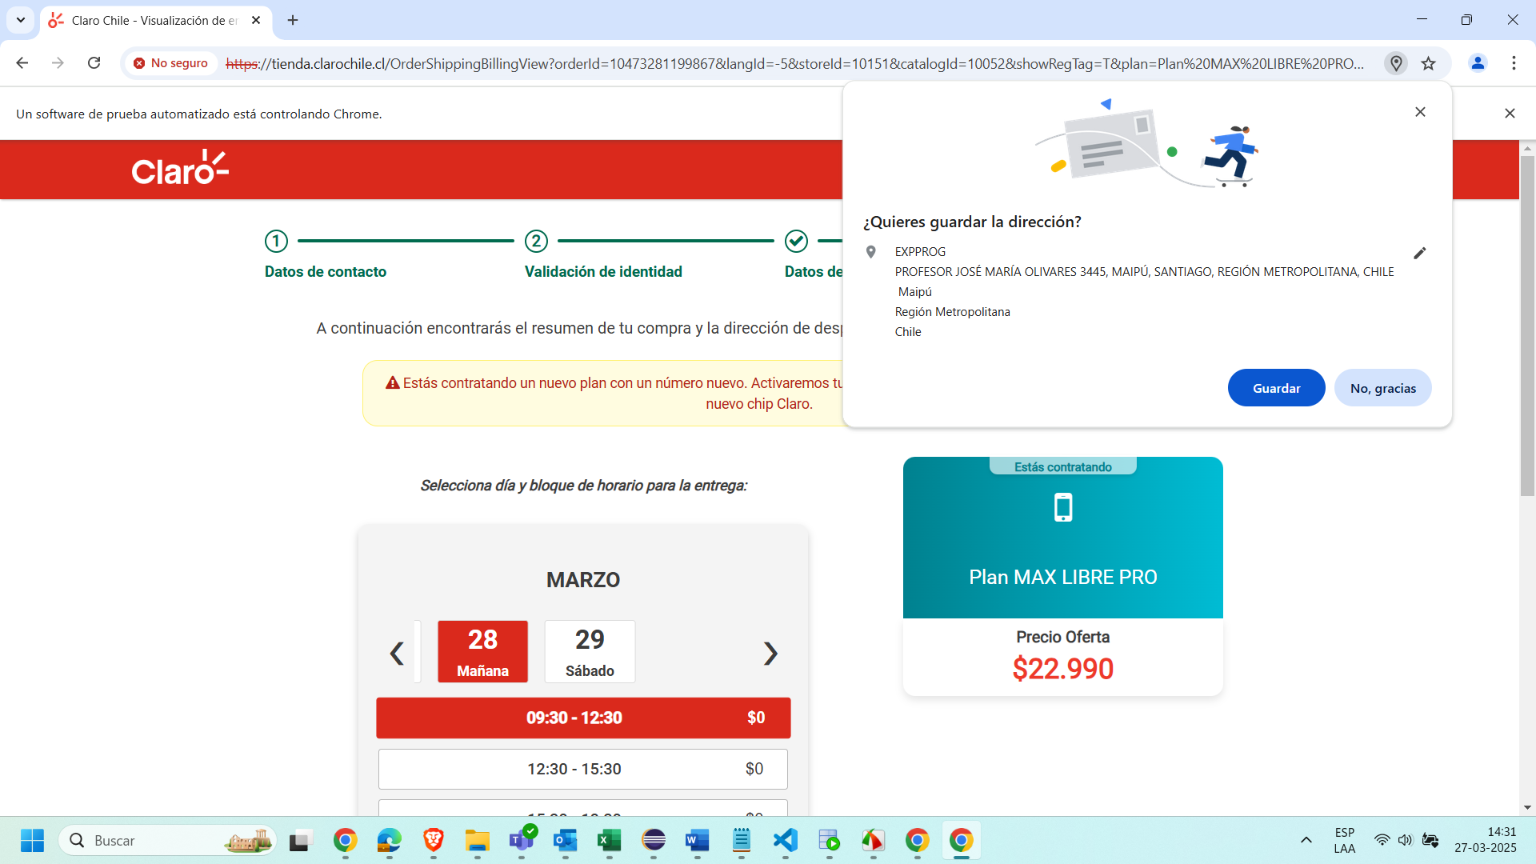 Claro Chile - Visualización de
No seguro
https://tienda.clarochile.cl/OrderShippingBillingView?orderId=10473281199867&langId=-5&storeId=10151&catalogId=10052&showRegTag=T&plan=Plan%20MAX%20LIBRE%20PRO...
Un software de prueba automatizado está controlando Chrome.
Claro
¿Quieres guardar la dirección?
EXPPROG
PROFESOR JOSÉ MARÍA OLIVARES 3445, MAIPÚ, SANTIAGO, REGIÓN METROPOLITANA, CHILE
Maipú
Región Metropolitana
Chile
Guardar
No, gracias
1
2
Datos de contacto
Validación de identidad
Datos de
A continuación encontrarás el resumen de tu compra y la dirección de
Estás contratando un nuevo plan con un número nuevo. Activaremos
nuevo chip Claro.
Selecciona día y bloque de horario para la entrega:
MARZO
28
Mañana
29
Sábado
09:30 - 12:30 $0
12:30 - 15:30 $0
Estás contratando
Plan MAX LIBRE PRO
Precio Oferta
$22.990
Buscar
ESP
LAA
14:31
27-03-2025